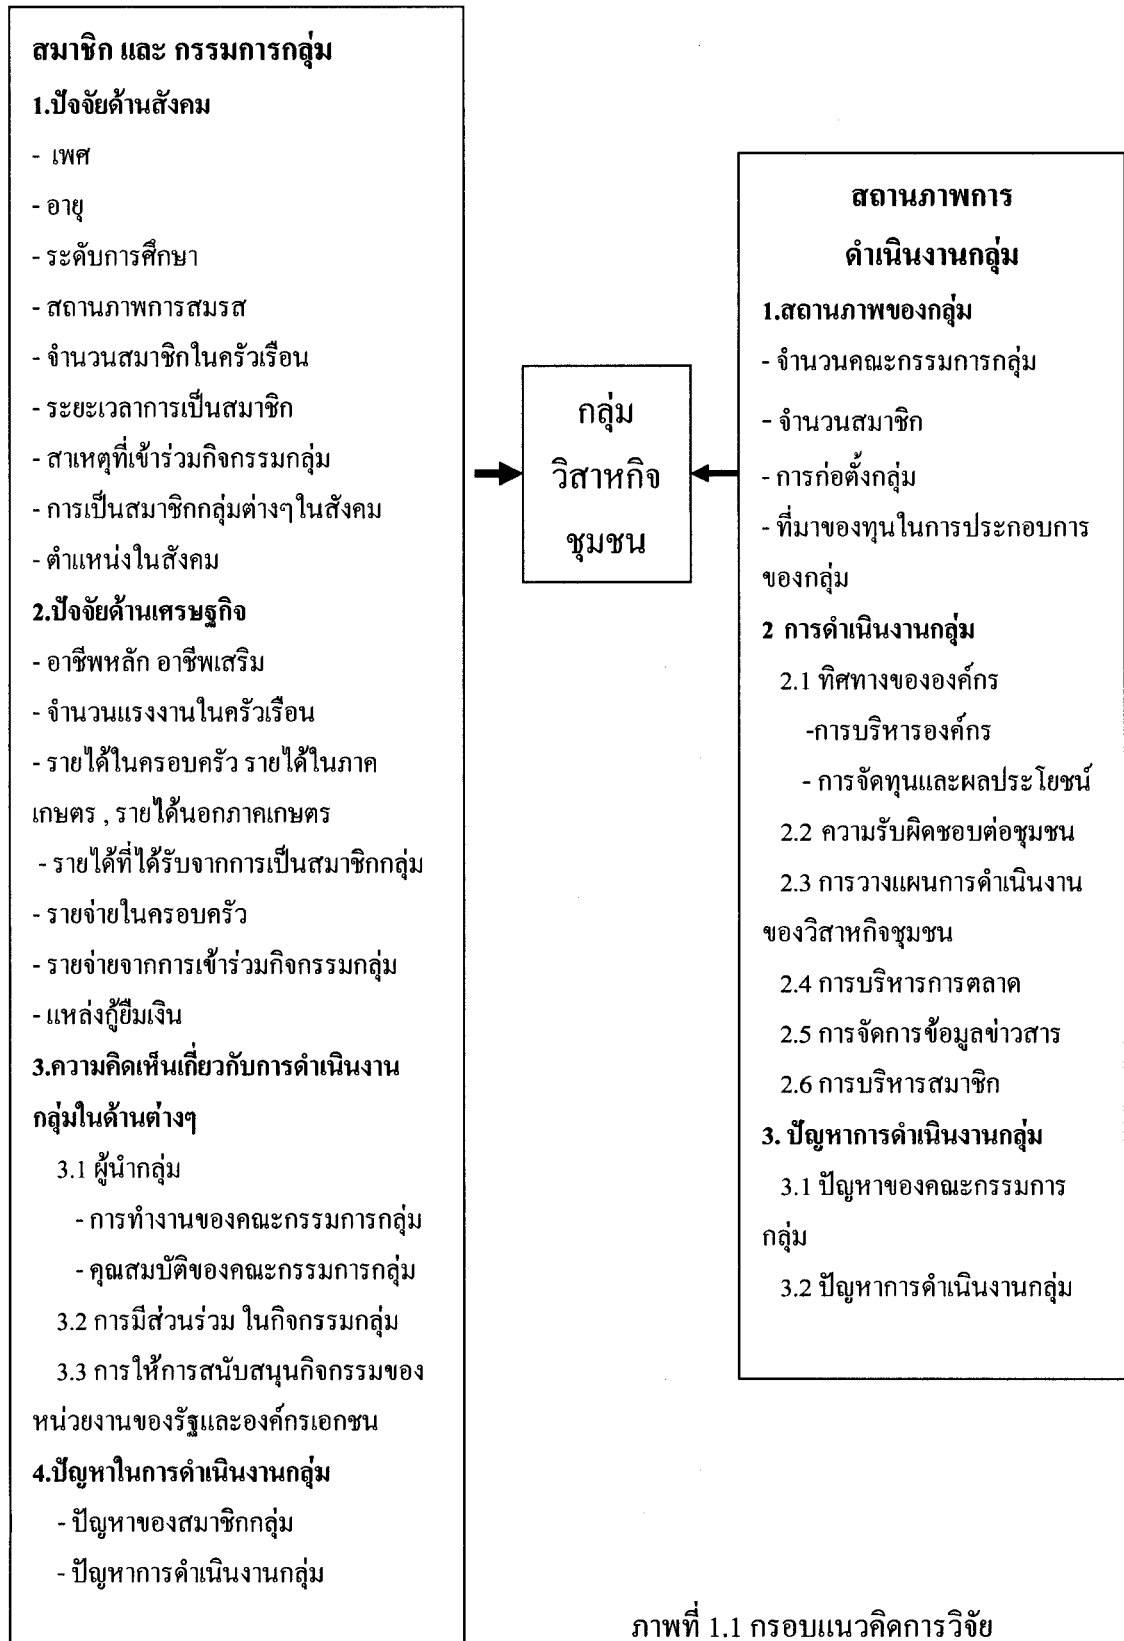 สมาชิก และ กรรมการกลุ่ม
1.ปัจจัยด้านสังคม
- เพศ
- อายุ
- ระดับการศึกษา
- สถานภาพการสมรส
- จำนวนสมาชิกในครัวเรือน
- ระยะเวลาการเป็นสมาชิก
- สาเหตุที่เข้าร่วมกิจกรรมกลุ่ม
- การเป็นสมาชิกกลุ่มต่างๆในสังคม
- ตำแหน่งในสังคม
2.ปัจจัยด้านเศรษฐกิจ
- อาชีพหลัก อาชีพเสริม
- จำนวนแรงงานในครัวเรือน
- รายได้ในครอบครัว รายได้ในภาค
เกษตร , รายได้นอกภาคเกษตร
- รายได้ที่ได้รับจากการเป็นสมาชิกกลุ่ม
- รายจ่ายในครอบครัว
- รายจ่ายจากการเข้าร่วมกิจกรรมกลุ่ม
- แหล่งกู้ยืมเงิน
3.ความคิดเห็นเกี่ยวกับการดำเนินงาน
กลุ่มในด้านต่างๆ
3.1 ผู้นำกลุ่ม
- การทำงานของคณะกรรมการกลุ่ม
- คุณสมบัติของคณะกรรมการกลุ่ม
3.2 การมีส่วนร่วม ในกิจกรรมกลุ่ม
3.3 การให้การสนับสนุนกิจกรรมของ
หน่วยงานของรัฐและองค์กรเอกชน
4.ปัญหาในการดำเนินงานกลุ่ม
- ปัญหาของสมาชิกกลุ่ม
- ปัญหาการดำเนินงานกลุ่ม
กลุ่ม
วิสาหกิจ
ชุมชน
สถานภาพการ
ดำเนินงานกลุ่ม
1.สถานภาพของกลุ่ม
- จำนวนคณะกรรมการกลุ่ม
- จำนวนสมาชิก
- การก่อตั้งกลุ่ม
- ที่มาของทุนในการประกอบการ
ของกลุ่ม
2 การดำเนินงานกลุ่ม
2.1 ทิศทางขององค์กร
-การบริหารองค์กร
- การจัดทุนและผลประโยชน์
2.2 ความรับผิดชอบต่อชุมชน
2.3 การวางแผนการดำเนินงาน
ของวิสาหกิจชุมชน
2.4 การบริหารการตลาด
2.5 การจัดการข้อมูลข่าวสาร
2.6 การบริหารสมาชิก
3. ปัญหาการดำเนินงานกลุ่ม
3.1 ปัญหาของคณะกรรมการ
กลุ่ม
3.2 ปัญหาการดำเนินงานกลุ่ม
ภาพที่ 1.1 กรอบแนวคิดการวิจัย